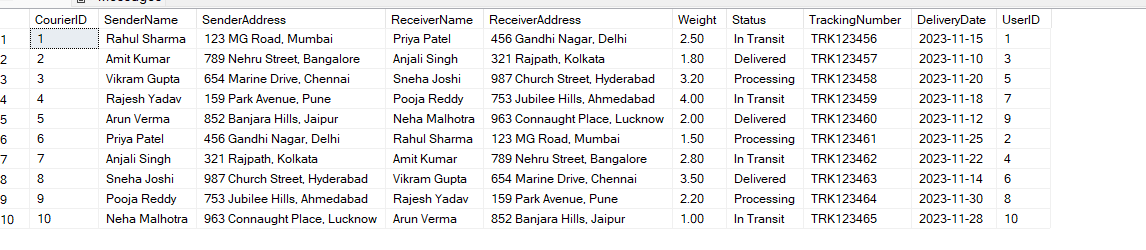 CourierID SenderName SenderAddress ReceiverName ReceiverAddress Weight Status TrackingNumber DeliveryDate UserID
1 1 Rahul Sharma 123 MG Road, Mumbai Priya Patel 456 Gandhi Nagar, Delhi 2.50 In Transit TRK123456 2023-11-15 1
2 2 Amit Kumar 789 Nehru Street, Bangalore Anjali Singh 321 Rajpath, Kolkata 1.80 Delivered TRK123457 2023-11-10 3
3 3 Vikram Gupta 654 Marine Drive, Chennai Sneha Joshi 987 Church Street, Hyderabad 3.20 Processing TRK123458 2023-11-20 5
4 4 Rajesh Yadav 159 Park Avenue, Pune Pooja Reddy 753 Jubilee Hills, Ahmedabad 4.00 In Transit TRK123459 2023-11-18 7
5 5 Arun Verma 852 Banjara Hills, Jaipur Neha Malhotra 963 Connaught Place, Lucknow 2.00 Delivered TRK123460 2023-11-12 9
6 6 Priya Patel 456 Gandhi Nagar, Delhi Rahul Sharma 123 MG Road, Mumbai 1.50 Processing TRK123461 2023-11-25 2
7 7 Anjali Singh 321 Rajpath, Kolkata Amit Kumar 789 Nehru Street, Bangalore 2.80 In Transit TRK123462 2023-11-22 4
8 8 Sneha Joshi 987 Church Street, Hyderabad Vikram Gupta 654 Marine Drive, Chennai 3.50 Delivered TRK123463 2023-11-14 6
9 9 Pooja Reddy 753 Jubilee Hills, Ahmedabad Rajesh Yadav 159 Park Avenue, Pune 2.20 Processing TRK123464 2023-11-30 8
10 10 Neha Malhotra 963 Connaught Place, Lucknow Arun Verma 852 Banjara Hills, Jaipur 1.00 In Transit TRK123465 2023-11-28 10